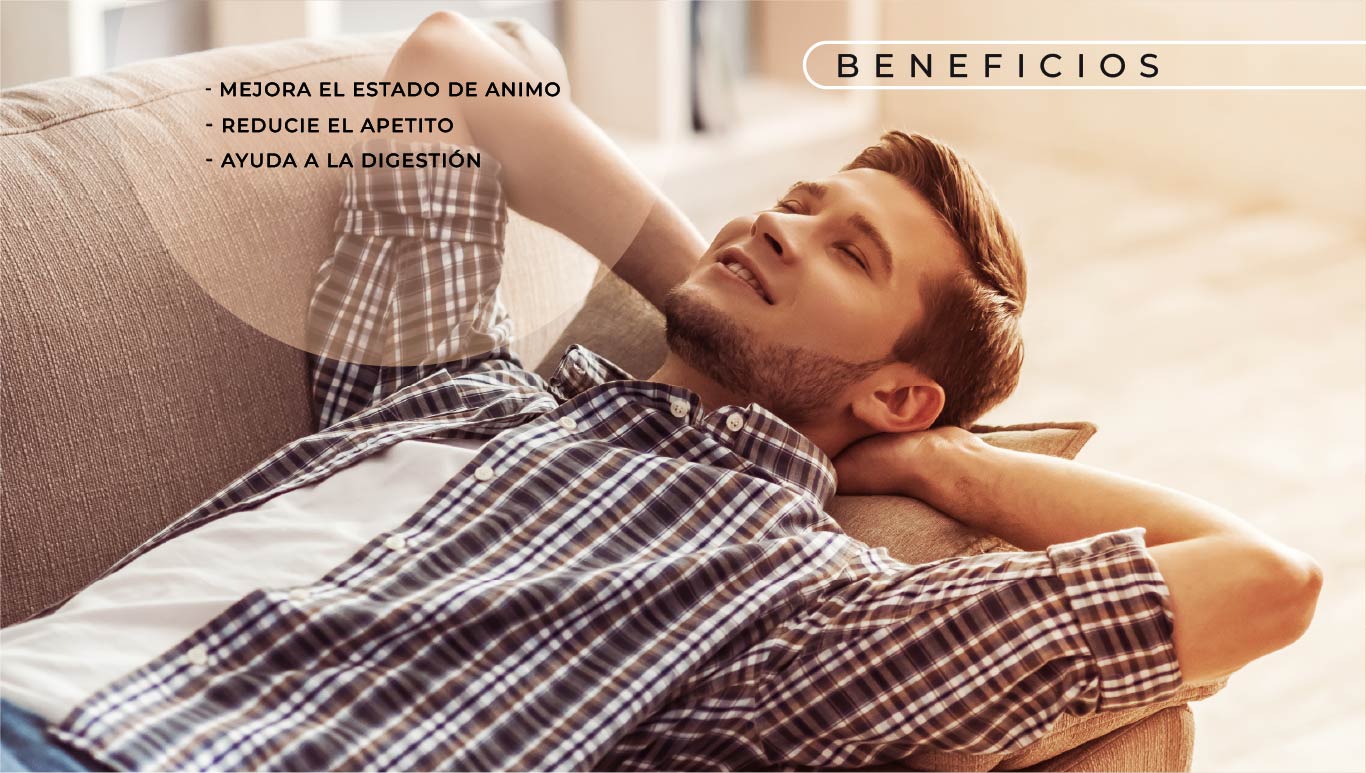 BENEFICIOS
- MEJORA EL ESTADO DE ANIMO
- REDUCIE EL APETITO
- AYUDA A LA DIGESTIÓN